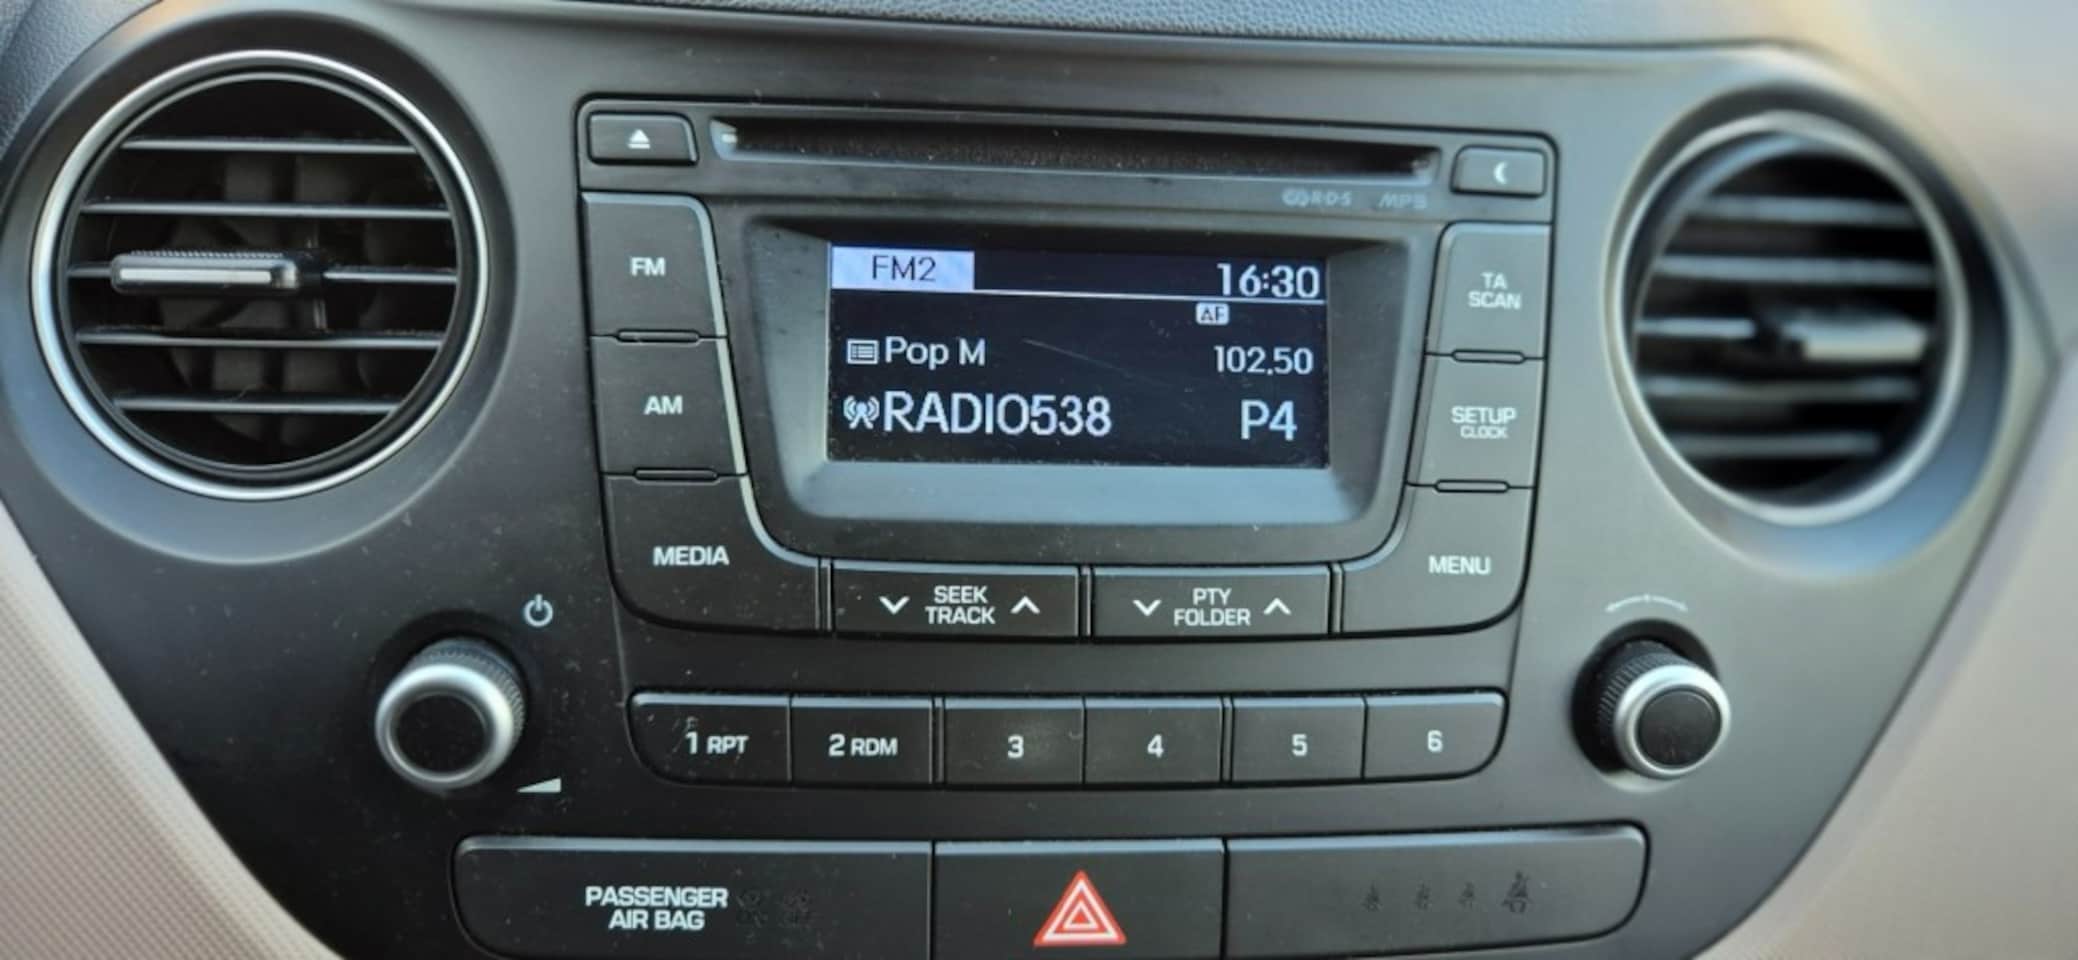 R·D·S MP3
FM
FM2 16:30
TA
SCAN
AF
Pop M 102.50
AM
RADIO538 P4
SETUP
CLOCK
MEDIA
SEEK
TRACK
PTY
FOLDER
MENU
1 RPT 2 RDM 3 4 5 6
PASSENGER
AIR BAG